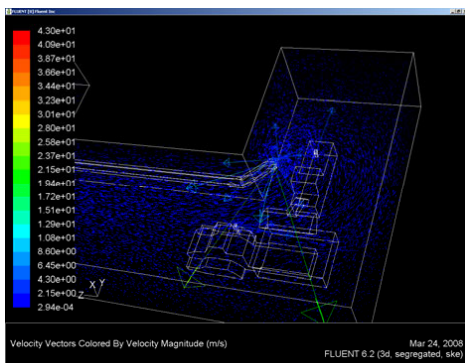 FLUENT [0] Fluent Inc
4.30e+01
4.09e+01
3.87e+01
3.66e+01
3.44e+01
3.23e+01
3.01e+01
2.80e+01
2.58e+01
2.37e+01
2.15e+01
1.94e+01
1.72e+01
1.51e+01
1.29e+01
1.08e+01
8.60e+00
6.45e+00
4.30e+00
2.15e+00
2.94e-04
Y
X
Z
Velocity Vectors Colored By Velocity Magnitude (m/s)
Mar 24, 2008
FLUENT 6.2 (3d, segregated, ske)